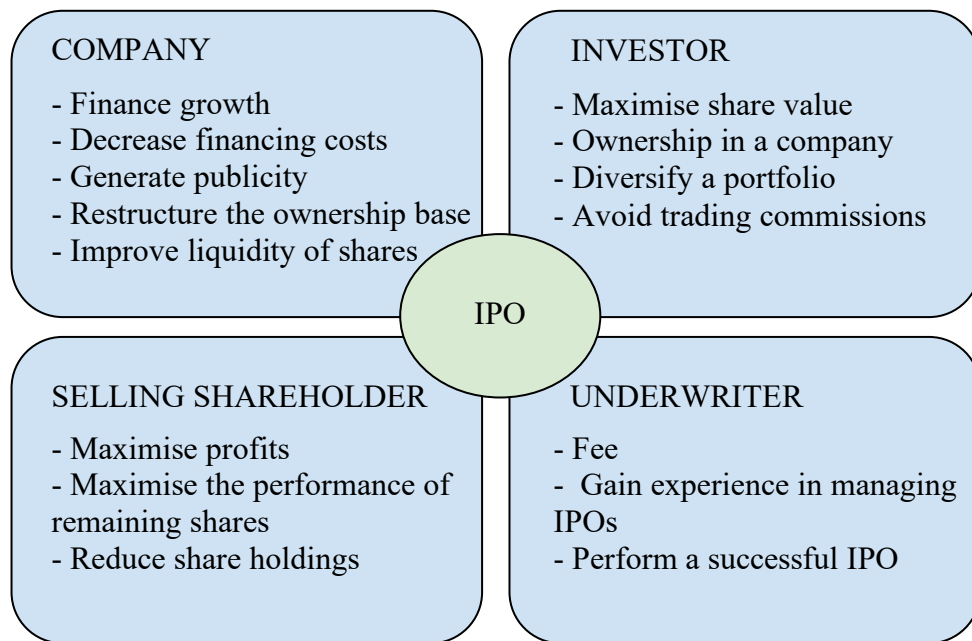 COMPANY
- Finance growth
- Decrease financing costs
- Generate publicity
- Restructure the ownership base
- Improve liquidity of shares
INVESTOR
- Maximise share value
- Ownership in a company
- Diversify a portfolio
- Avoid trading commissions
IPO
SELLING SHAREHOLDER
- Maximise profits
- Maximise the performance of
remaining shares
- Reduce share holdings
UNDERWRITER
- Fee
- Gain experience in managing
IPOs
- Perform a successful IPO